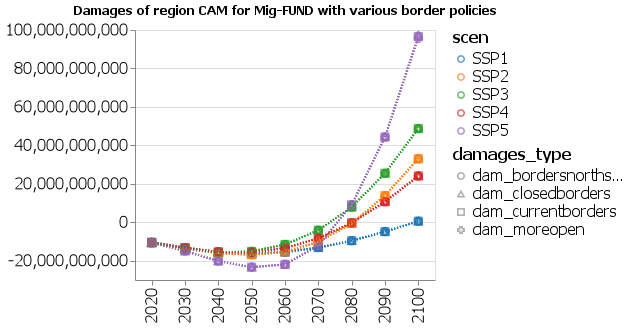 Damages of region CAM for Mig-FUND with various border policies
100,000,000,000
80,000,000,000
60,000,000,000
40,000,000,000
20,000,000,000
0
-20,000,000,000
2020
2030
2040
2050
2060
2070
2080
2090
2100
scen
SSP1
SSP2
SSP3
SSP4
SSP5
damages_type
dam_bordersnorths...
dam_closedborders
dam_currentborders
dam_moreopen